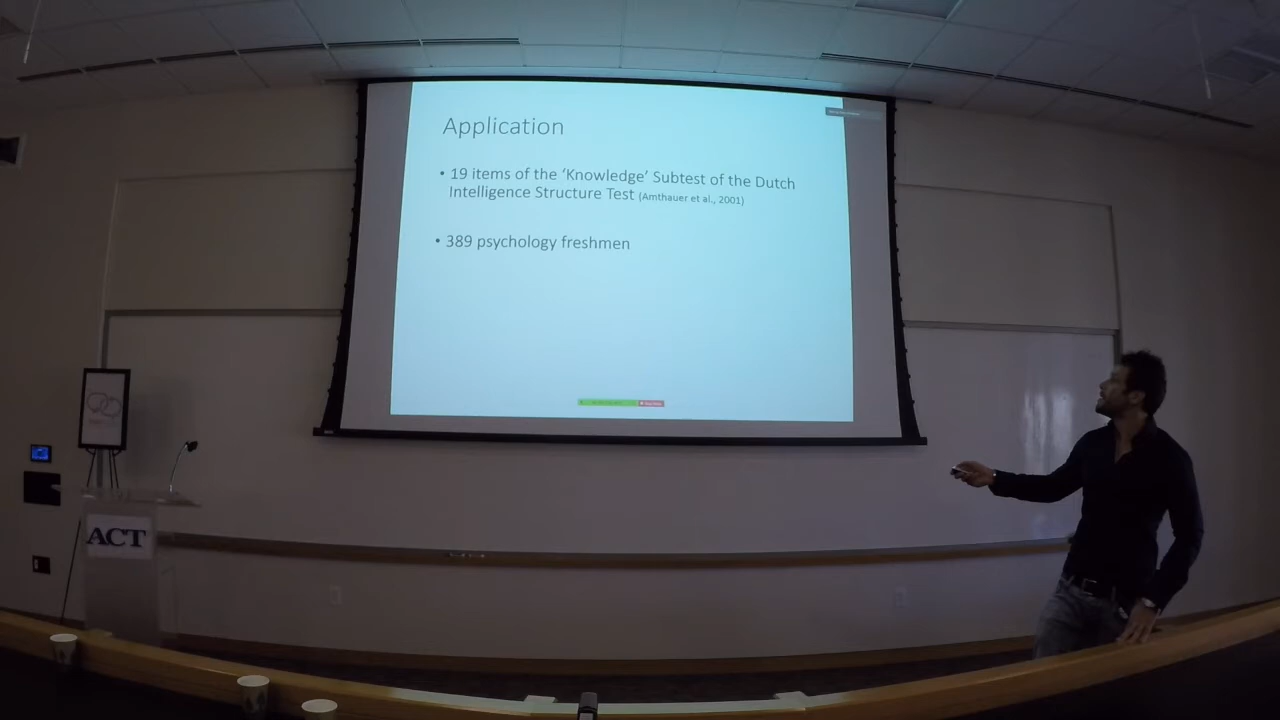 Application
• 19 items of the ‘Knowledge’ Subtest of the Dutch
Intelligence Structure Test (Amthauer et al., 2001)
• 389 psychology freshmen
ACT